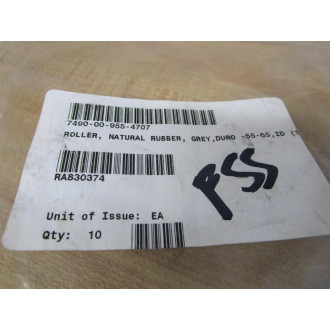 7490-00-955-4707
ROLLER, NATURAL RUBBER, GREY,DURO -55-65,ID (
RA830374
PSS
Unit of Issue: EA
Qty: 10